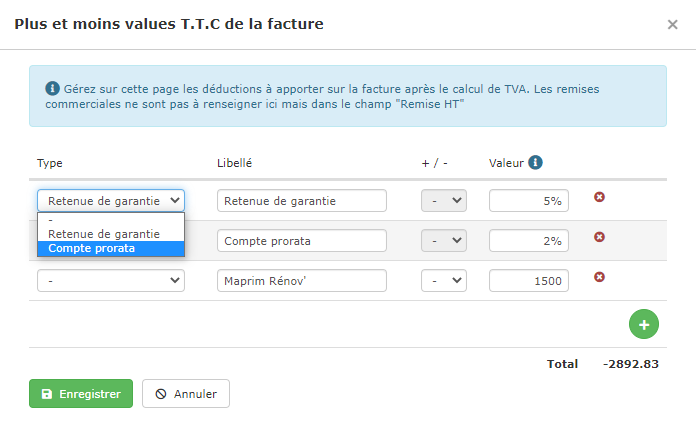 Plus et moins values T.T.C de la facture ×
Gérez sur cette page les déductions à apporter sur la facture après le calcul de TVA. Les remises
commerciales ne sont pas à renseigner ici mais dans le champ "Remise HT"
Type Libellé + / - Valeur
Retenue de garantie Retenue de garantie - 5%
-
Retenue de garantie
Compte prorata Compte prorata - 2%
- Maprim Rénov' - 1500
+
Total -2892.83
Enregistrer Annuler